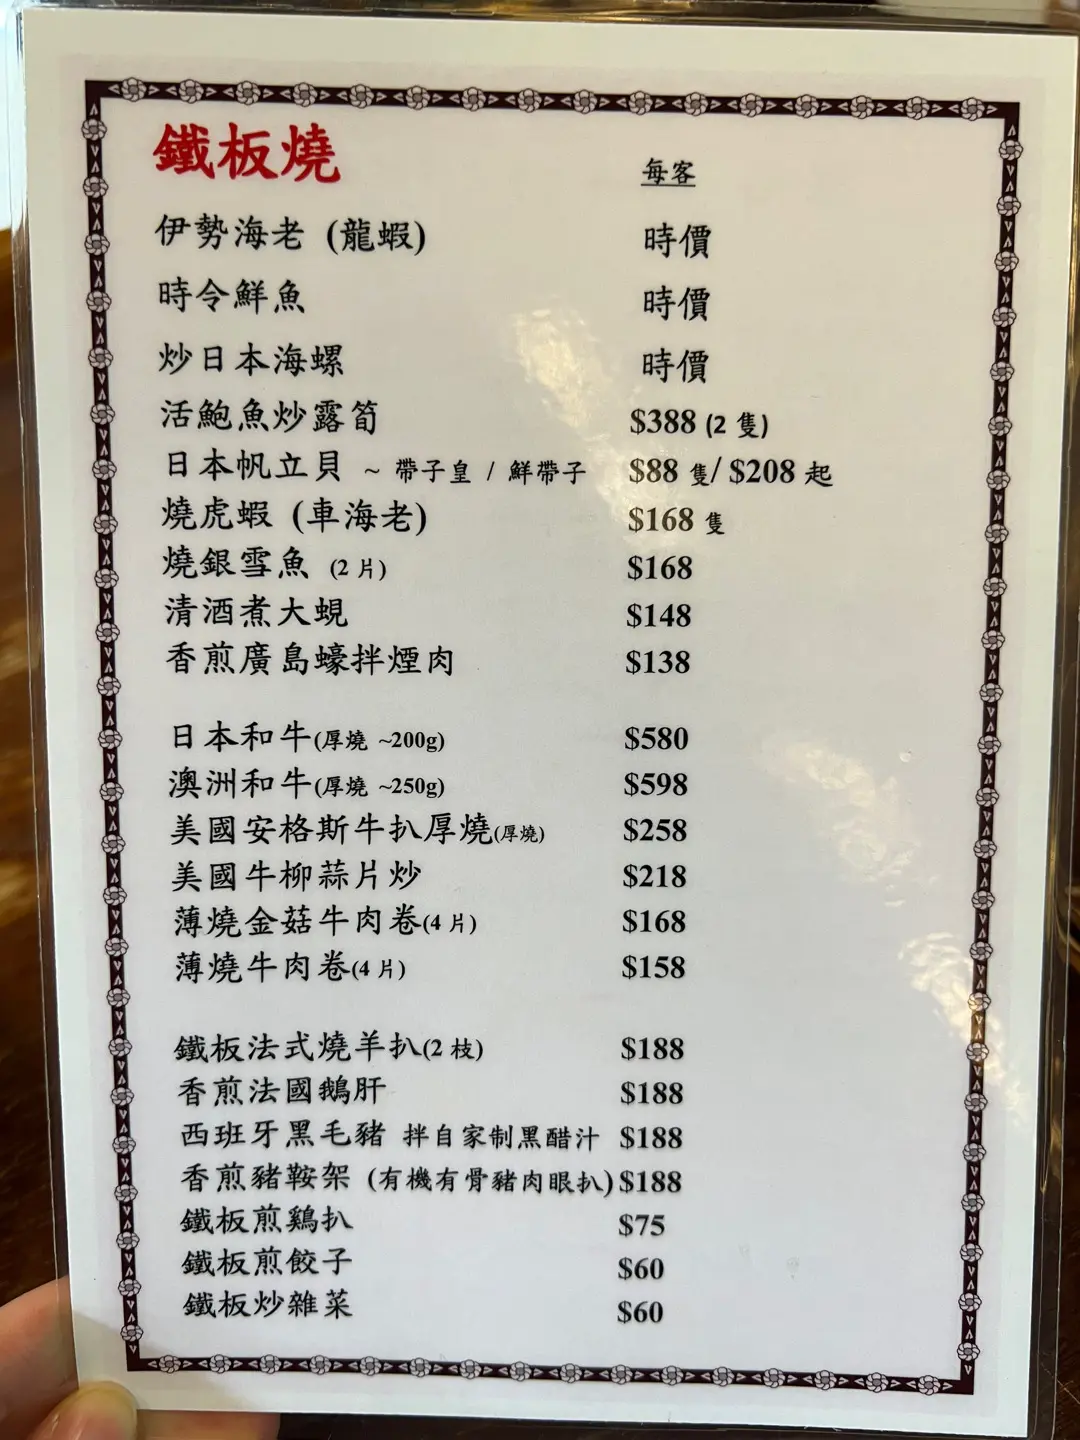 鐵板燒 每客
伊勢海老 (龍蝦) 時價
時令鮮魚 時價
炒日本海螺 時價
活鮑魚炒露筍 $388 (2 隻)
日本帆立貝 ~ 帶子皇 / 鮮帶子 $88 隻/ $208 起
燒虎蝦 (車海老) $168 隻
燒銀雪魚 (2 片) $168
清酒煮大蜆 $148
香煎廣島蠔拌煙肉 $138
日本和牛(厚燒 ~200g) $580
澳洲和牛(厚燒 ~250g) $598
美國安格斯牛扒厚燒(厚燒) $258
美國牛柳蒜片炒 $218
薄燒金菇牛肉卷(4 片) $168
薄燒牛肉卷(4 片) $158
鐵板法式燒羊扒(2 枝) $188
香煎法國鵝肝 $188
西班牙黑毛豬 拌自家制黑醋汁 $188
香煎豬鞍架 (有機有骨豬肉眼扒) $188
鐵板煎鷄扒 $75
鐵板煎餃子 $60
鐵板炒雜菜 $60